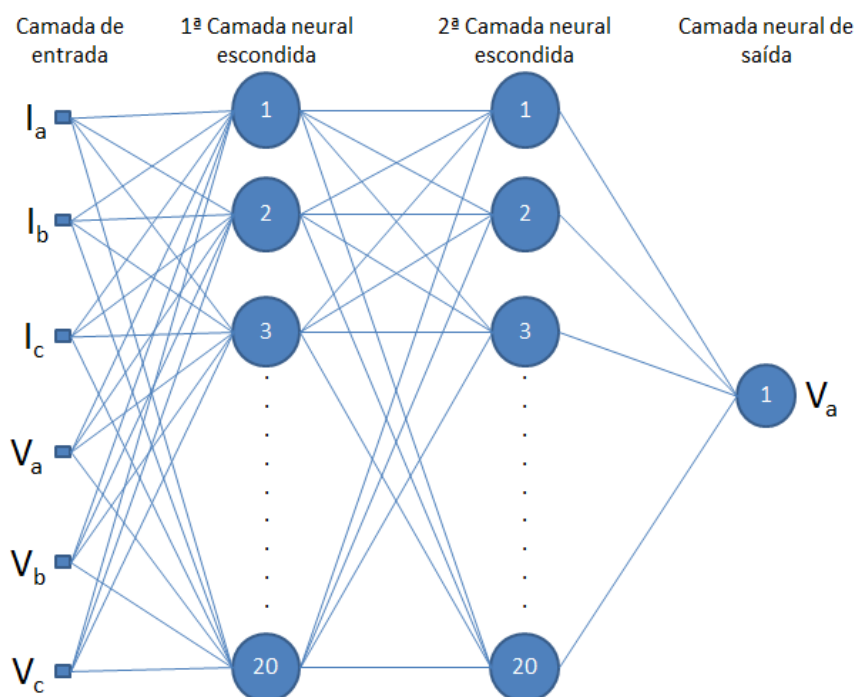 Camada de
entrada
1ª Camada neural
escondida
2ª Camada neural
escondida
Camada neural de
saída
Ia
Ib
Ic
Va
Vb
Vc
1
2
3
20
1
2
3
20
1
Va